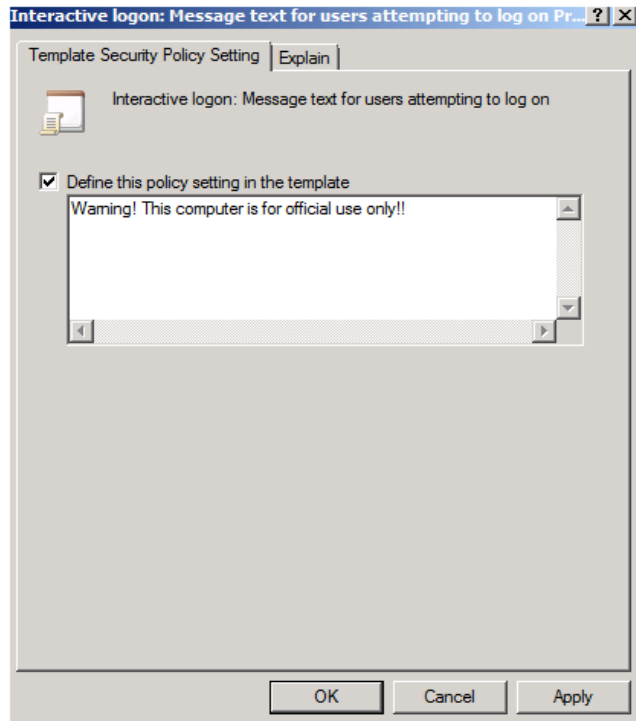 Interactive logon: Message text for users attempting to log on Pr...
Template Security Policy Setting Explain
Interactive logon: Message text for users attempting to log on
Define this policy setting in the template
Warning! This computer is for official use only!!
OK Cancel Apply